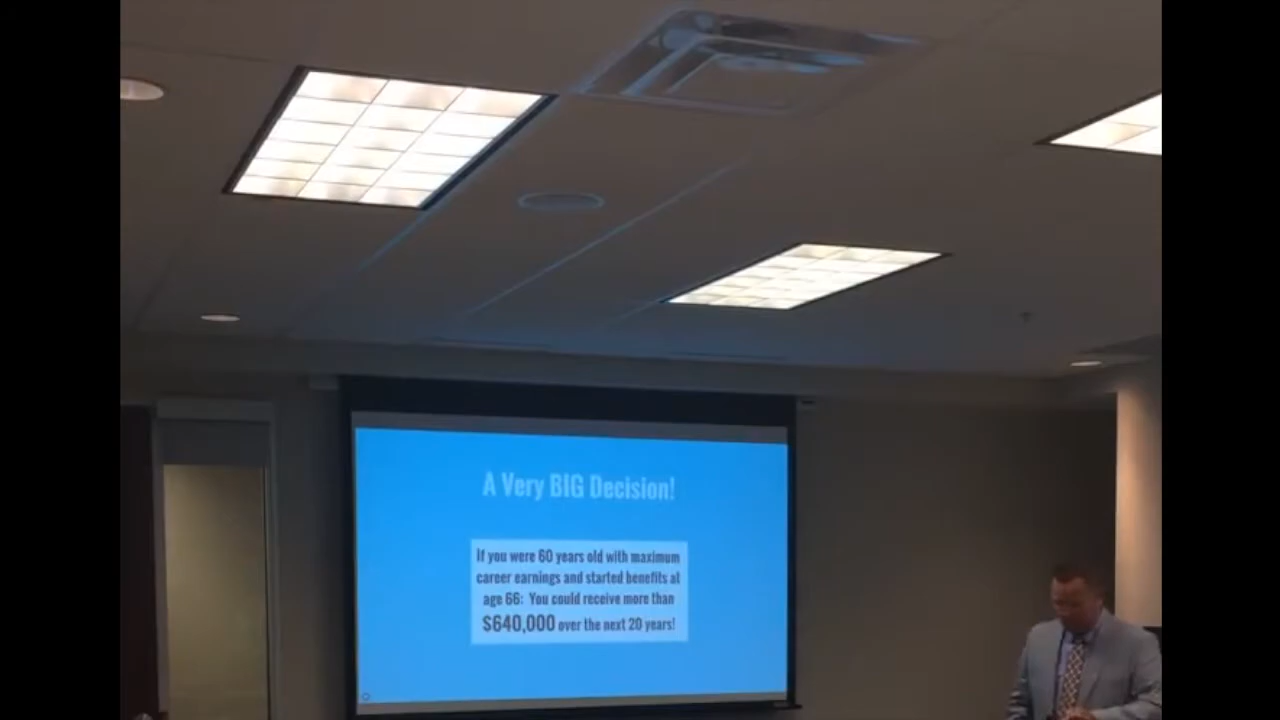 A Very BIG Decision!
If you were 60 years old with maximum
career earnings and started benefits at
age 66: You could receive more than
$640,000 over the next 20 years!